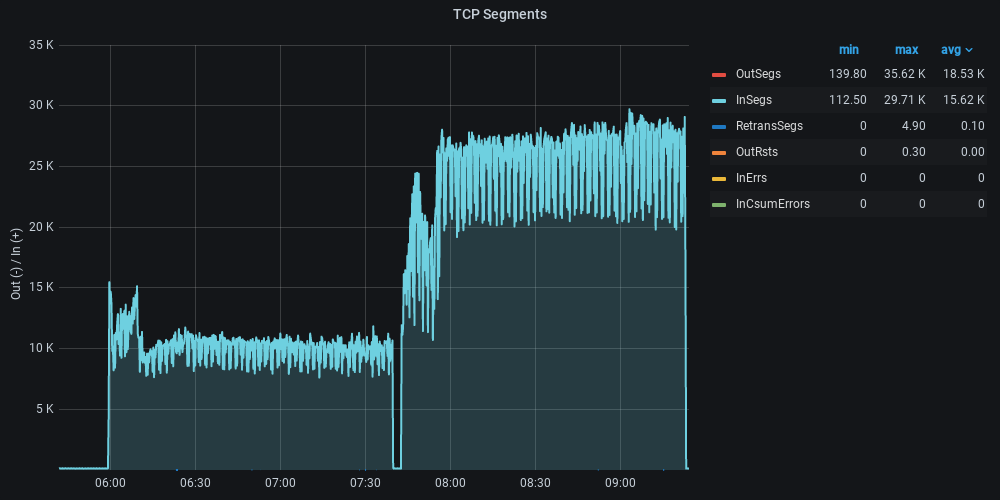 TCP Segments
35 K
30 K
25 K
20 K
15 K
10 K
5 K
Out (-) / In (+)
06:00 06:30 07:00 07:30 08:00 08:30 09:00
min max avg
OutSegs 139.80 35.62 K 18.53 K
InSegs 112.50 29.71 K 15.62 K
RetransSegs 0 4.90 0.10
OutRsts 0 0.30 0.00
InErrs 0 0 0
InCsumErrors 0 0 0